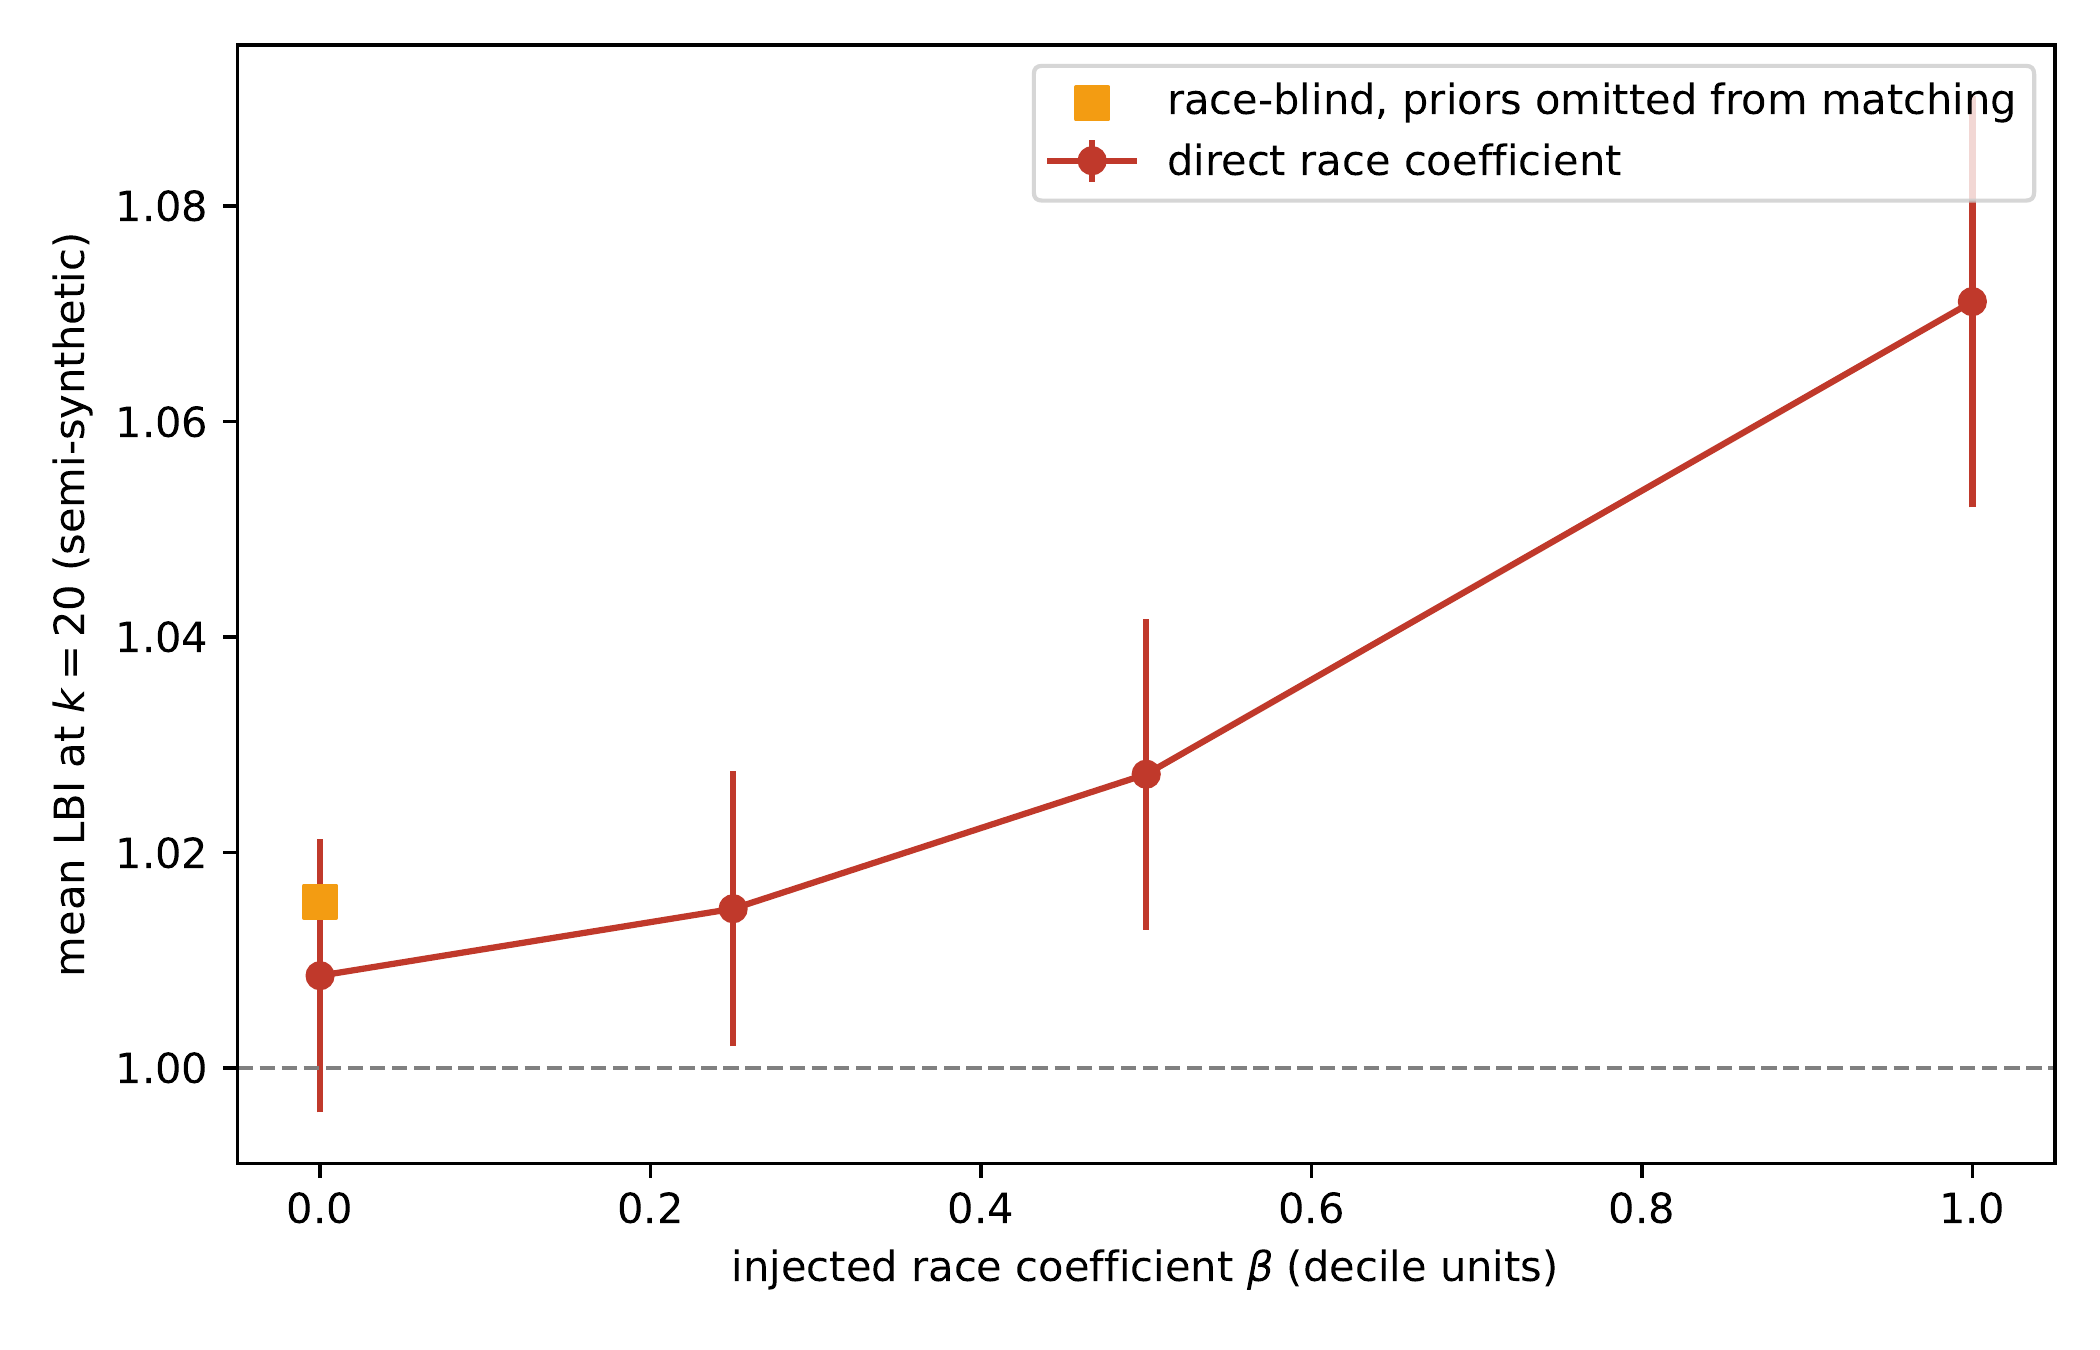 race-blind, priors omitted from matching
direct race coefficient
mean LBI at k = 20 (semi-synthetic)
1.08
1.06
1.04
1.02
1.00
0.0 0.2 0.4 0.6 0.8 1.0
injected race coefficient β (decile units)